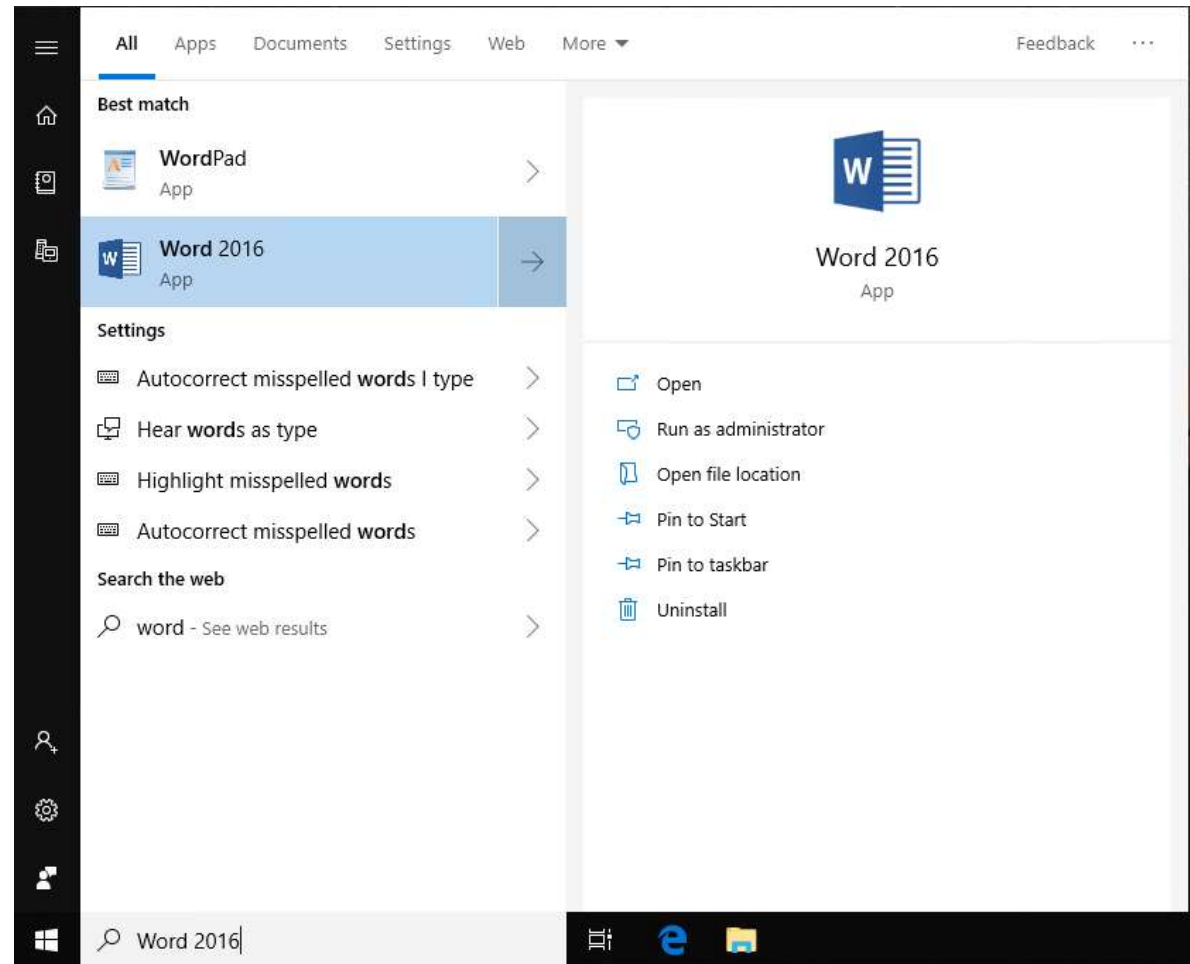 All Apps Documents Settings Web More Feedback ...
Best match
WordPad
App
Word 2016
App
Settings
Autocorrect misspelled words I type
Hear words as type
Highlight misspelled words
Autocorrect misspelled words
Search the web
word - See web results
W
Word 2016
App
Open
Run as administrator
Open file location
Pin to Start
Pin to taskbar
Uninstall
Word 2016